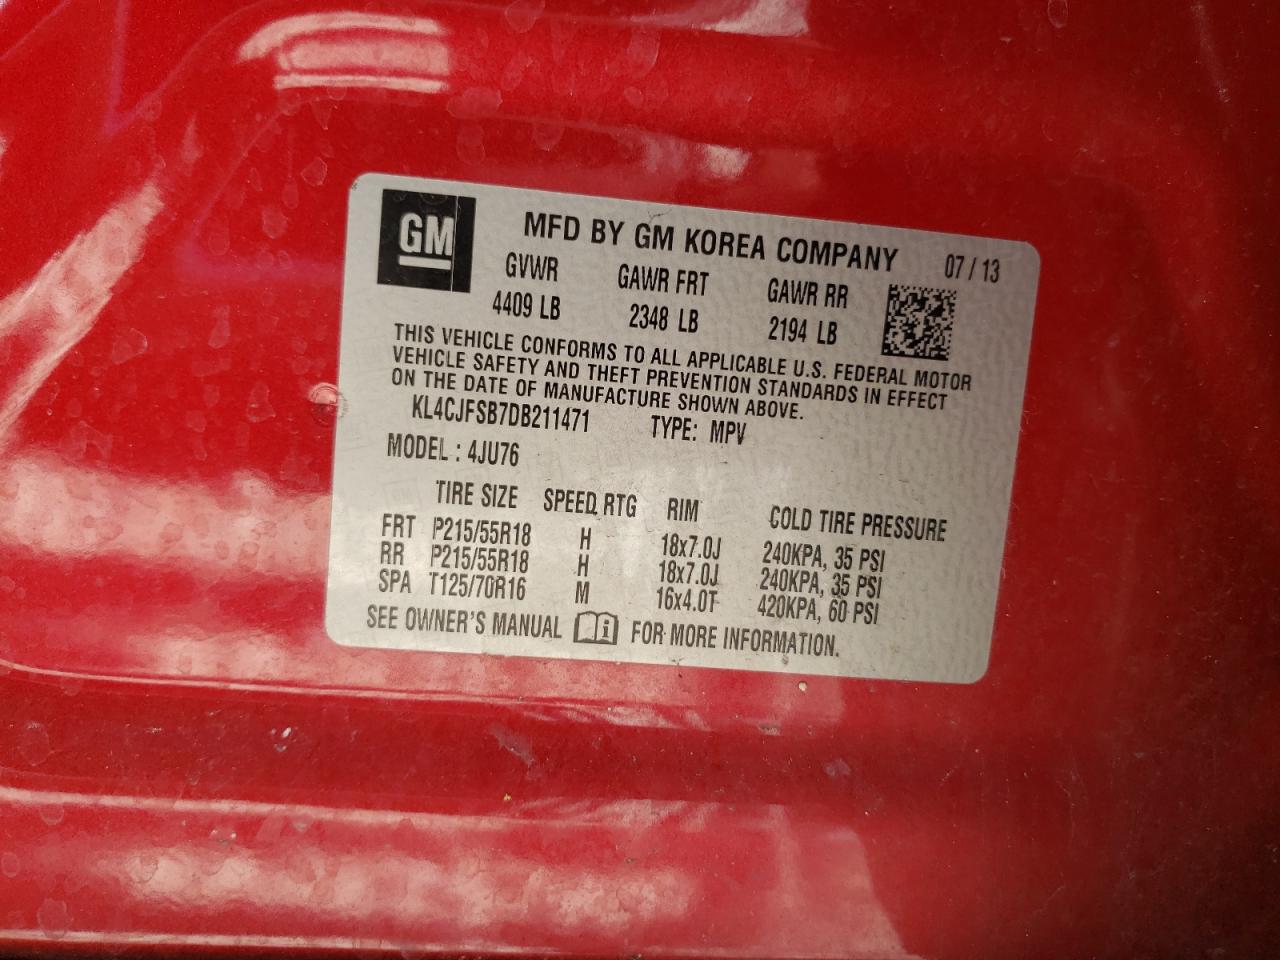 GM
MFD BY GM KOREA COMPANY 07 / 13
GVWR GAWR FRT GAWR RR
4409 LB 2348 LB 2194 LB
THIS VEHICLE CONFORMS TO ALL APPLICABLE U.S. FEDERAL MOTOR
VEHICLE SAFETY AND THEFT PREVENTION STANDARDS IN EFFECT
ON THE DATE OF MANUFACTURE SHOWN ABOVE.
KL4CJFSB7DB211471 TYPE: MPV
MODEL : 4JU76
TIRE SIZE SPEED RTG RIM COLD TIRE PRESSURE
FRT P215/55R18 H 18x7.0J 240KPA, 35 PSI
RR P215/55R18 H 18x7.0J 240KPA, 35 PSI
SPA T125/70R16 M 16x4.0T 420KPA, 60 PSI
SEE OWNER'S MANUAL i FOR MORE INFORMATION.